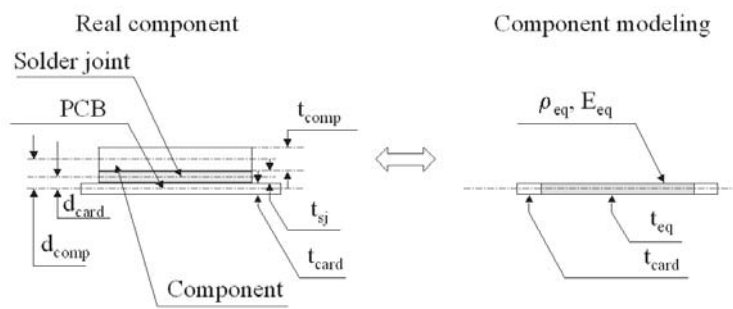 Real component
Component modeling
Solder joint
PCB
t_comp
d_card
d_comp
t_sj
t_card
Component
ρ_eq, E_eq
t_eq
t_card